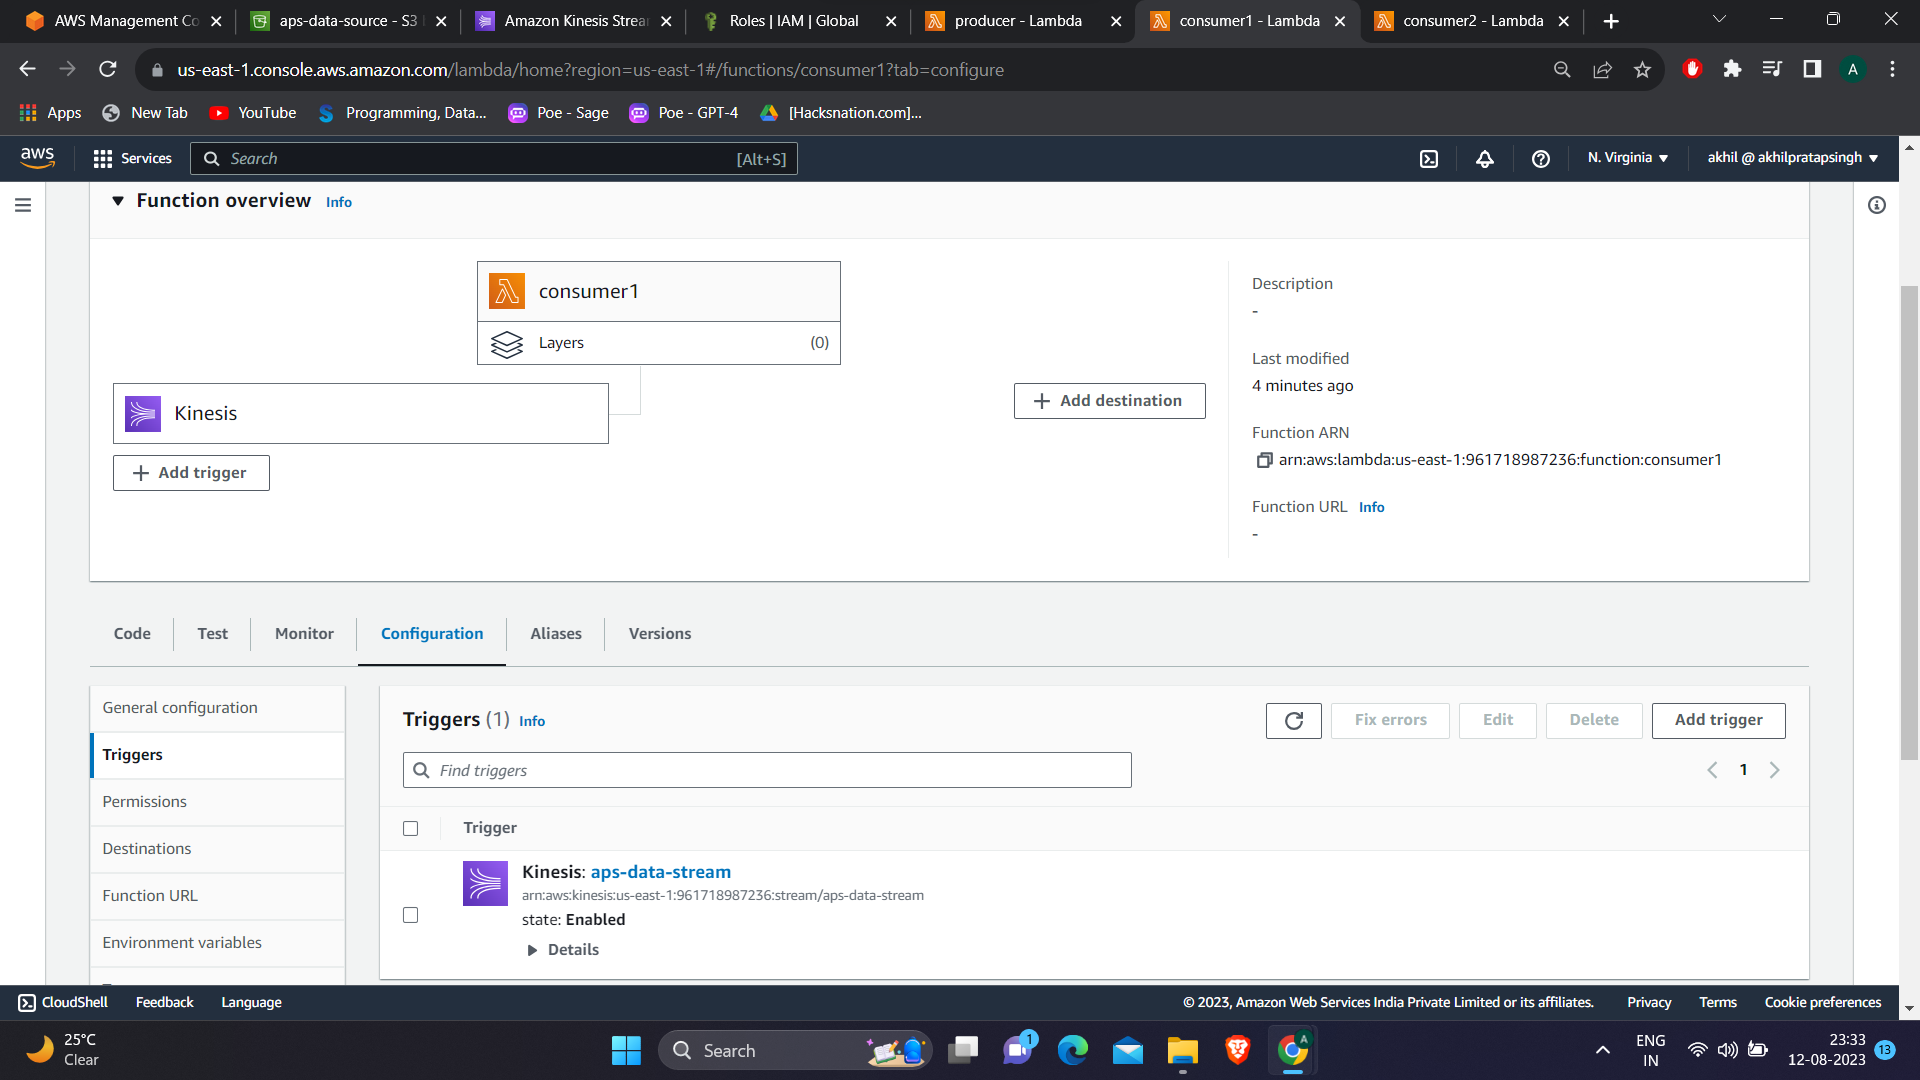 AWS Management Co
aps-data-source - S3
Amazon Kinesis Strea
Roles | IAM | Global
producer - Lambda
consumer1 - Lambda
consumer2 - Lambda
us-east-1.console.aws.amazon.com/lambda/home?region=us-east-1#/functions/consumer1?tab=configure
A
Apps
New Tab
YouTube
Programming, Data...
Poe - Sage
Poe - GPT-4
[Hacksnation.com]...
aws
Services
Search
[Alt+S]
N. Virginia
akhil @ akhilpratapsingh
Function overview Info
consumer1
Layers (0)
Kinesis
Add trigger
Add destination
Description
-
Last modified
4 minutes ago
Function ARN
arn:aws:lambda:us-east-1:961718987236:function:consumer1
Function URL Info
-
Code
Test
Monitor
Configuration
Aliases
Versions
General configuration
Triggers
Permissions
Destinations
Function URL
Environment variables
Triggers (1) Info
Fix errors
Edit
Delete
Add trigger
Find triggers
1
Trigger
Kinesis: aps-data-stream
arn:aws:kinesis:us-east-1:961718987236:stream/aps-data-stream
state: Enabled
Details
CloudShell
Feedback
Language
© 2023, Amazon Web Services India Private Limited or its affiliates.
Privacy
Terms
Cookie preferences
25°C
Clear
Search
1
A
ENG
IN
23:33
12-08-2023
13